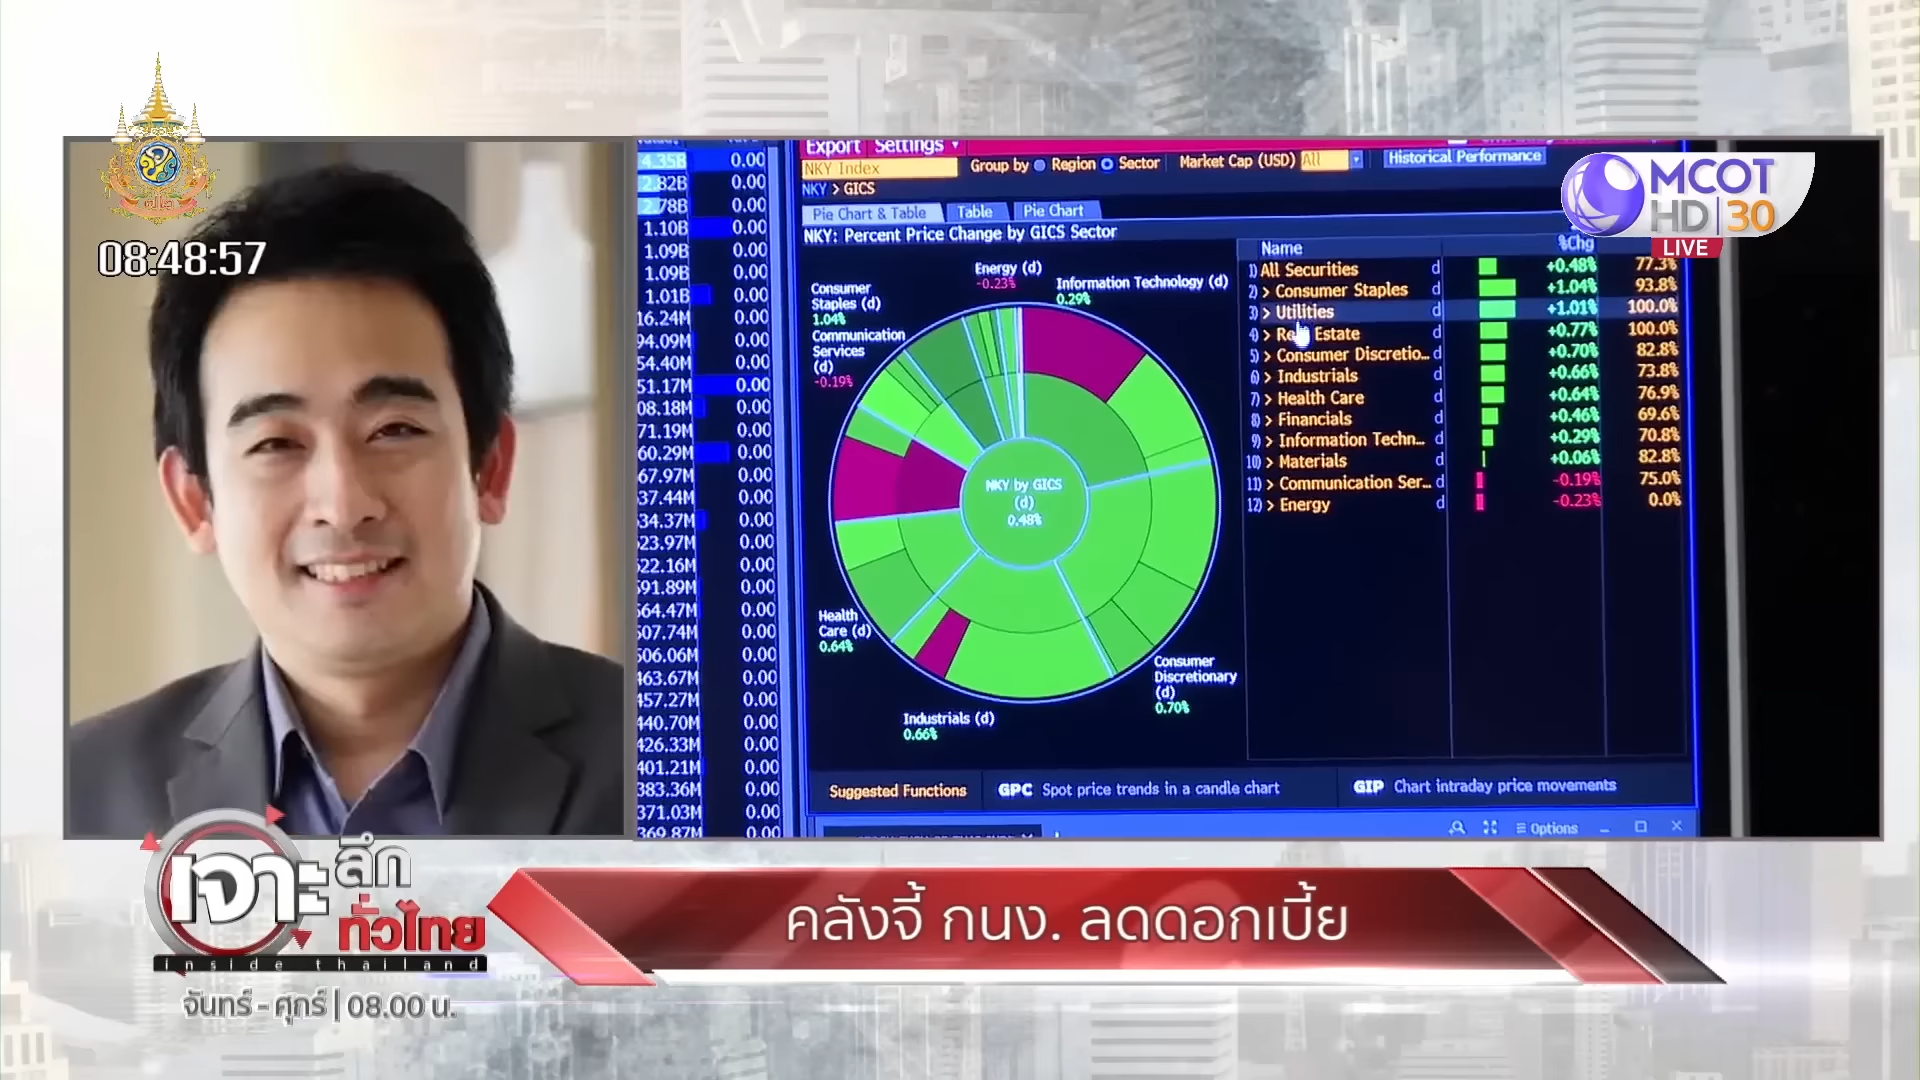 08:48:57
MCOT
HD 30
LIVE
4.35B 0.00
2.82B 0.00
2.78B 0.00
1.10B 0.00
1.09B 0.00
1.09B 0.00
1.01B 0.00
16.24M 0.00
94.09M 0.00
54.40M 0.00
51.17M 0.00
08.18M 0.00
71.19M 0.00
60.29M 0.00
67.97M 0.00
37.44M 0.00
34.37M 0.00
23.97M 0.00
22.16M 0.00
91.89M 0.00
64.47M 0.00
07.74M 0.00
06.06M 0.00
463.67M 0.00
457.27M 0.00
440.70M 0.00
426.33M 0.00
401.21M 0.00
383.36M 0.00
371.03M 0.00
369.87M 0.00
Export Settings
NKY Index Group by Region Sector Market Cap (USD) All Historical Performance
NKY > GICS
Pie Chart & Table Table Pie Chart
NKY: Percent Price Change by GICS Sector
Energy (d)
-0.23%
Information Technology (d)
0.29%
Consumer
Staples (d)
1.04%
Communication
Services
(d)
-0.19%
NKY by GICS
(d)
0.48%
Health
Care (d)
0.64%
Industrials (d)
0.66%
Consumer
Discretionary
(d)
0.70%
Name %Chg
1) All Securities d +0.48% 77.3%
2) > Consumer Staples d +1.04% 93.8%
3) > Utilities d +1.01% 100.0%
4) > Real Estate d +0.77% 100.0%
5) > Consumer Discretio... d +0.70% 82.8%
6) > Industrials d +0.66% 73.8%
7) > Health Care d +0.64% 76.9%
8) > Financials d +0.46% 69.6%
9) > Information Techn... d +0.29% 70.8%
10) > Materials d +0.06% 82.8%
11) > Communication Ser... d -0.19% 75.0%
12) > Energy d -0.23% 0.0%
Suggested Functions GPC Spot price trends in a candle chart GIP Chart intraday price movements
Options
เจาะลึก
ทั่วไทย
inside thailand
จันทร์ - ศุกร์ | 08.00 น.
คลังจี้ กนง. ลดดอกเบี้ย